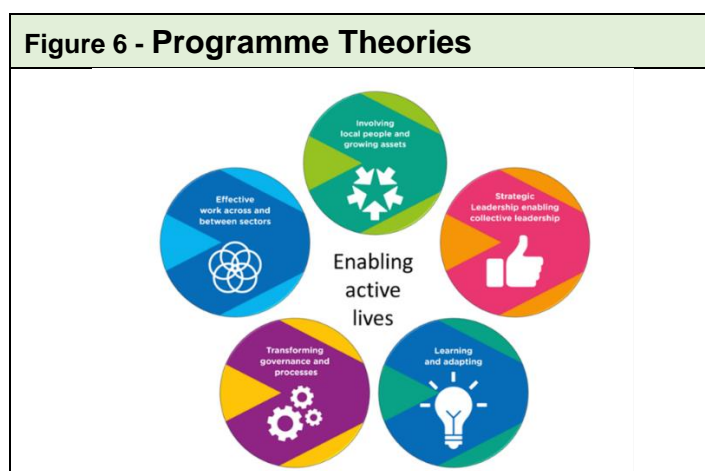 Figure 6 - Programme Theories
Involving
local people and
growing assets
Effective
work across and
between sectors
Strategic
Leadership enabling
collective leadership
Enabling
active
lives
Transforming
governance and
processes
Learning
and adapting